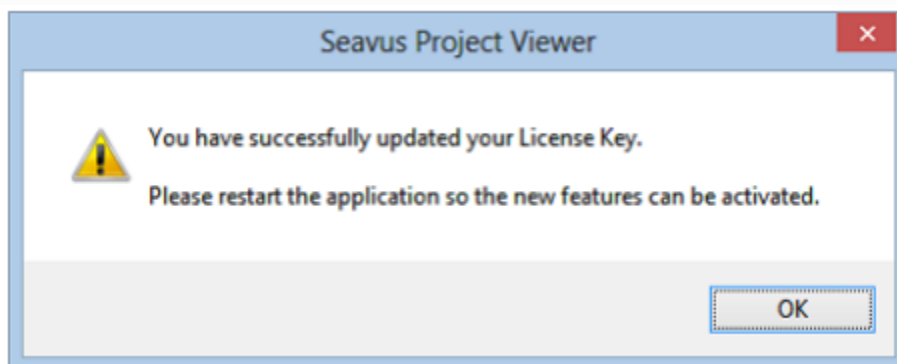 Seavus Project Viewer
You have successfully updated your License Key.
Please restart the application so the new features can be activated.
OK